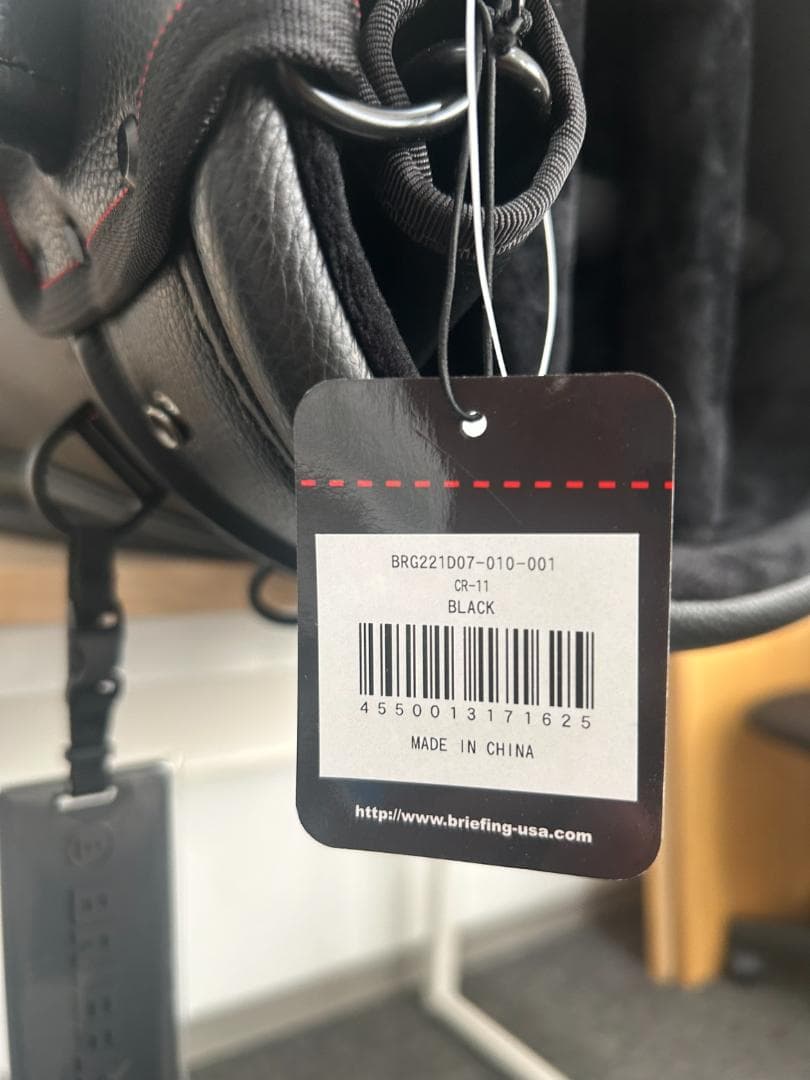 BRG221D07-010-001
CR-11
BLACK
4550013171625
MADE IN CHINA
http://www.briefing-usa.com